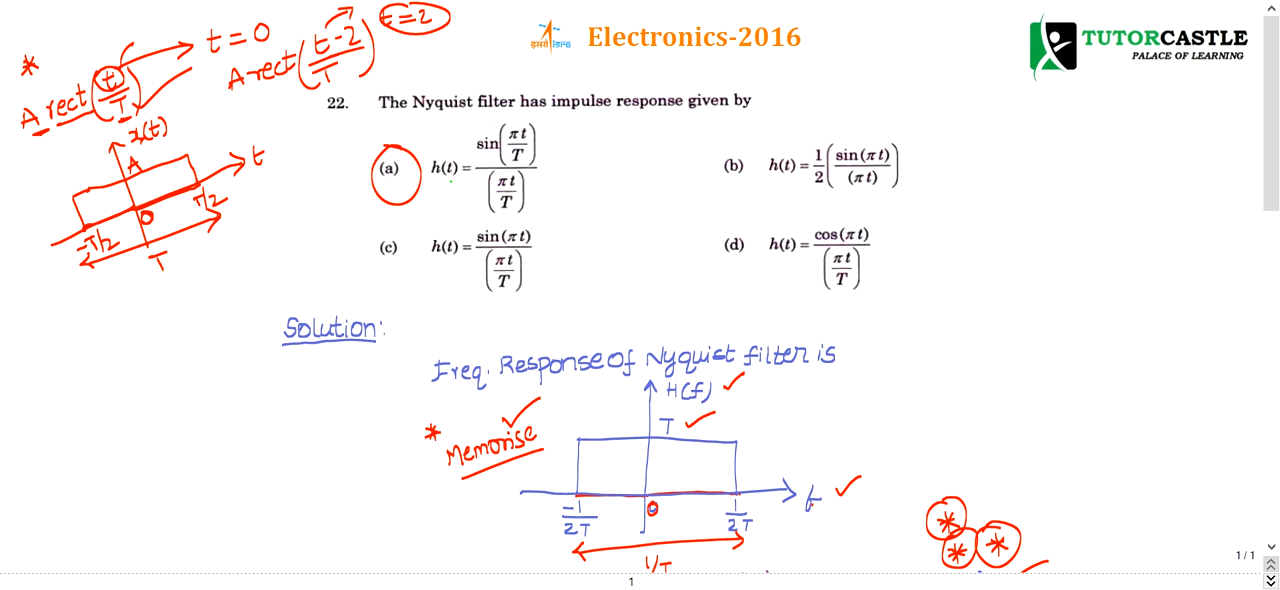 t=0
t=2
A rect(t-2/T)
*
A rect(t/T)
x(t)
A
t
-T/2
0
T/2
T
इसरो isro
Electronics-2016
TUTORCASTLE
PALACE OF LEARNING
22. The Nyquist filter has impulse response given by
(a) h(t) = sin(πt/T) / (πt/T)
(b) h(t) = 1/2 (sin(πt) / (πt))
(c) h(t) = sin(πt) / (πt/T)
(d) h(t) = cos(πt) / (πt/T)
Solution:
Freq. Response Of Nyquist filter is
H(f)
T
* Memorise
-1/2T
0
1/2T
f
1/T
* * *
1 / 1
1